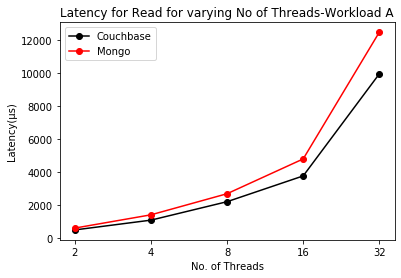 Latency for Read for varying No of Threads-Workload A
Couchbase
Mongo
Latency(µs)
12000
10000
8000
6000
4000
2000
0
2 4 8 16 32
No. of Threads